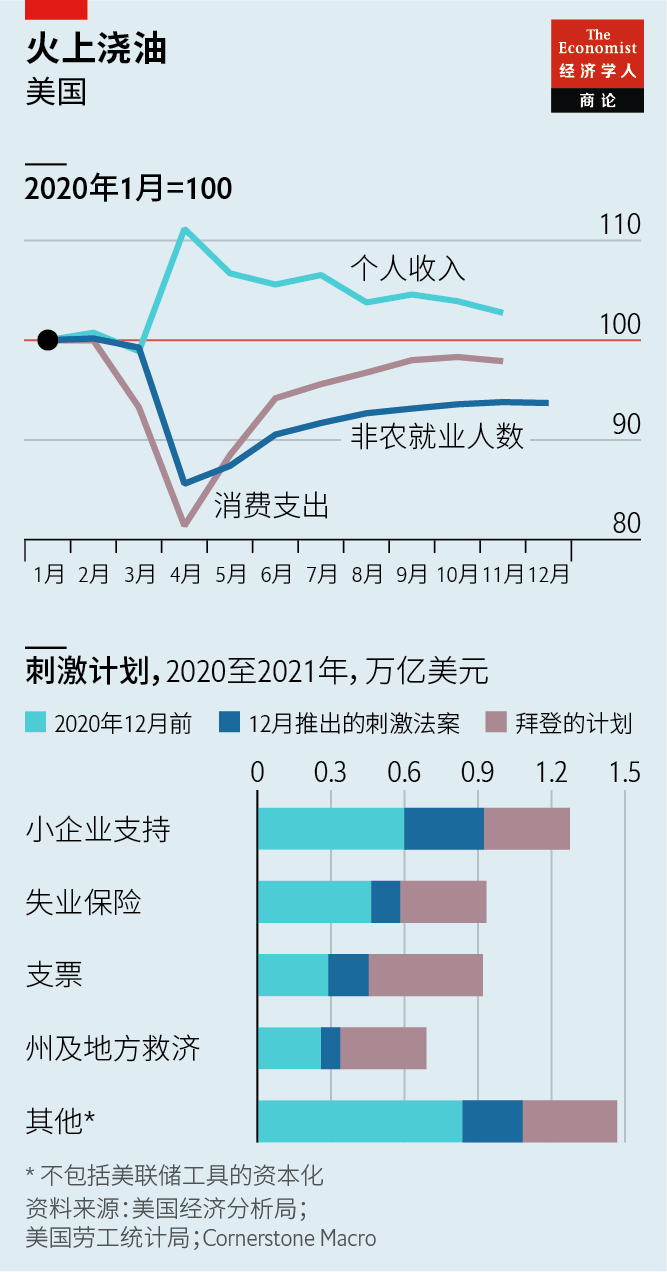 火上浇油
美国
The
Economist
经济学人
商论
2020年1月=100
110
个人收入
100
90
非农就业人数
消费支出
80
1月 2月 3月 4月 5月 6月 7月 8月 9月 10月 11月 12月
刺激计划，2020至2021年，万亿美元
2020年12月前 12月推出的刺激法案 拜登的计划
0 0.3 0.6 0.9 1.2 1.5
小企业支持
失业保险
支票
州及地方救济
其他*
* 不包括美联储工具的资本化
资料来源：美国经济分析局；
美国劳工统计局；Cornerstone Macro